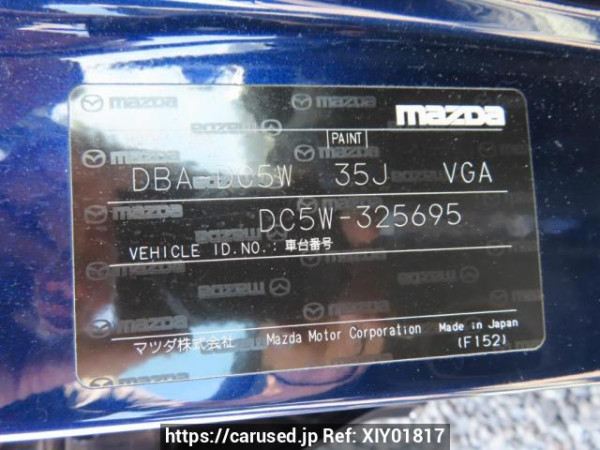 mazda
PAINT
DBA-DC5W 35J VGA
DC5W-325695
VEHICLE ID.NO.: 車台番号
マツダ株式会社 Mazda Motor Corporation Made in Japan
(F152)
https://carused.jp Ref: XIY01817